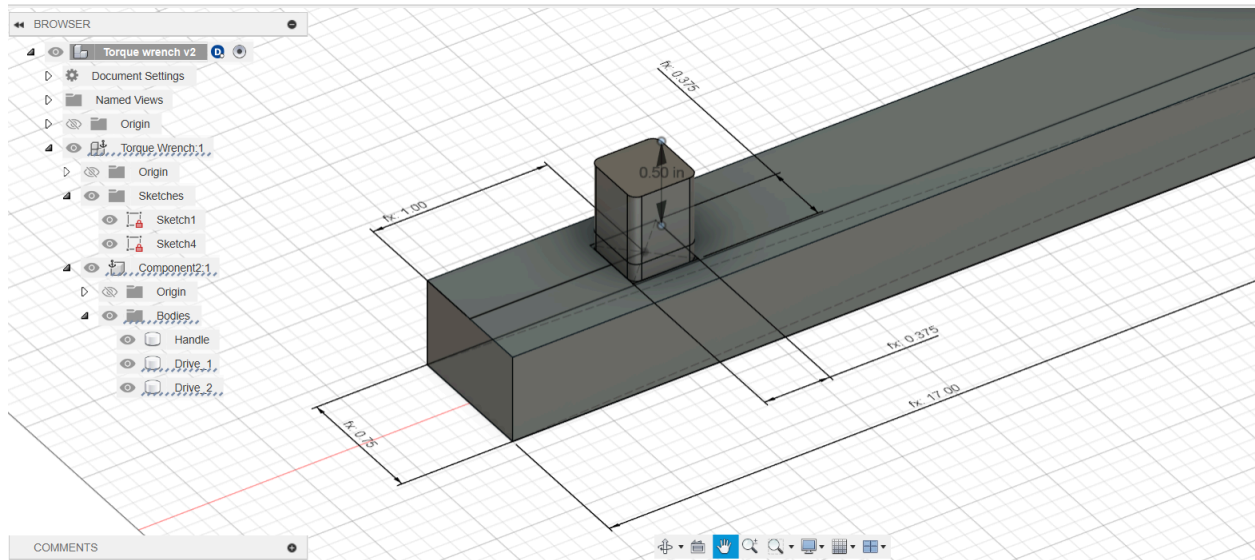 BROWSER
Torque wrench v2
Document Settings
Named Views
Origin
Torque Wrench:1
Origin
Sketches
Sketch1
Sketch4
Component2:1
Origin
Bodies
Handle
Drive_1
Drive_2
COMMENTS
fx: 0.375
0.50 in
fx: 1.00
fx: 0.375
fx: 17.00
fx: 0.75